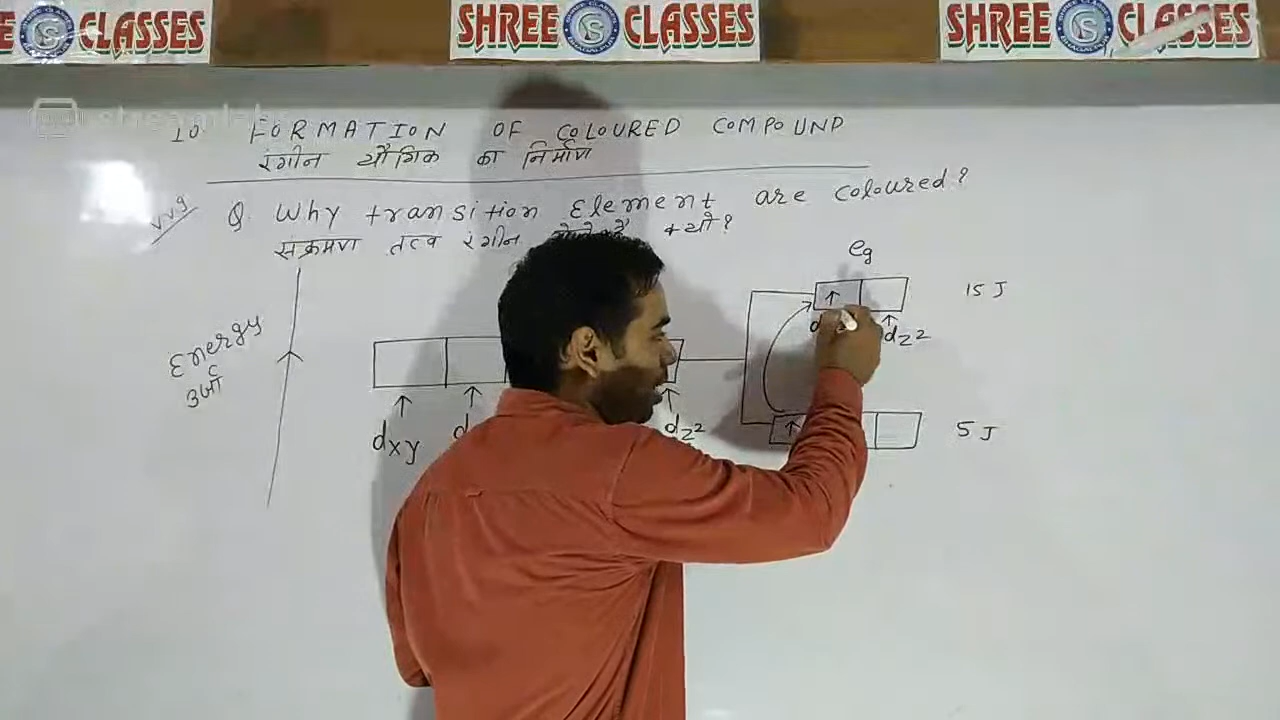 SHREE CLASSES
SHREE CLASSES
SHREE CLASSES
10. FORMATION OF COLOURED COMPOUND
रंगीन यौगिक का निर्माण
VVg
Q. Why transition Element are coloured?
संक्रमण तत्व रंगीन क्यों?
eg
15 J
dz2
Energy
उर्जा
dxy
dz2
5 J